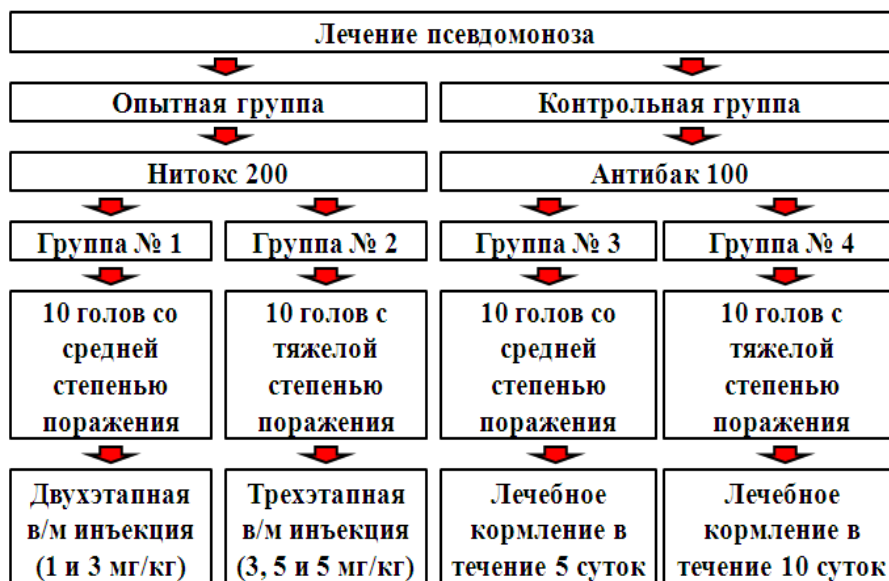 Лечение псевдомоноза
Опытная группа
Контрольная группа
Нитокс 200
Антибак 100
Группа № 1
Группа № 2
Группа № 3
Группа № 4
10 голов со
средней
степенью
поражения
10 голов с
тяжелой
степенью
поражения
10 голов со
средней
степенью
поражения
10 голов с
тяжелой
степенью
поражения
Двухэтапная
в/м инъекция
(1 и 3 мг/кг)
Трехэтапная
в/м инъекция
(3, 5 и 5 мг/кг)
Лечебное
кормление в
течение 5 суток
Лечебное
кормление в
течение 10 суток